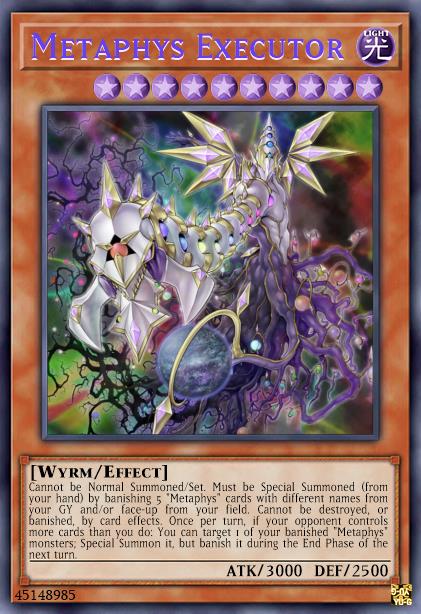 METAPHYS EXECUTOR
LIGHT
光
[WYRM/EFFECT]
Cannot be Normal Summoned/Set. Must be Special Summoned (from
your hand) by banishing 5 "Metaphys" cards with different names from
your GY and/or face-up from your field. Cannot be destroyed, or
banished, by card effects. Once per turn, if your opponent controls
more cards than you do: You can target 1 of your banished "Metaphys"
monsters; Special Summon it, but banish it during the End Phase of the
next turn.
ATK/3000 DEF/2500
45148985